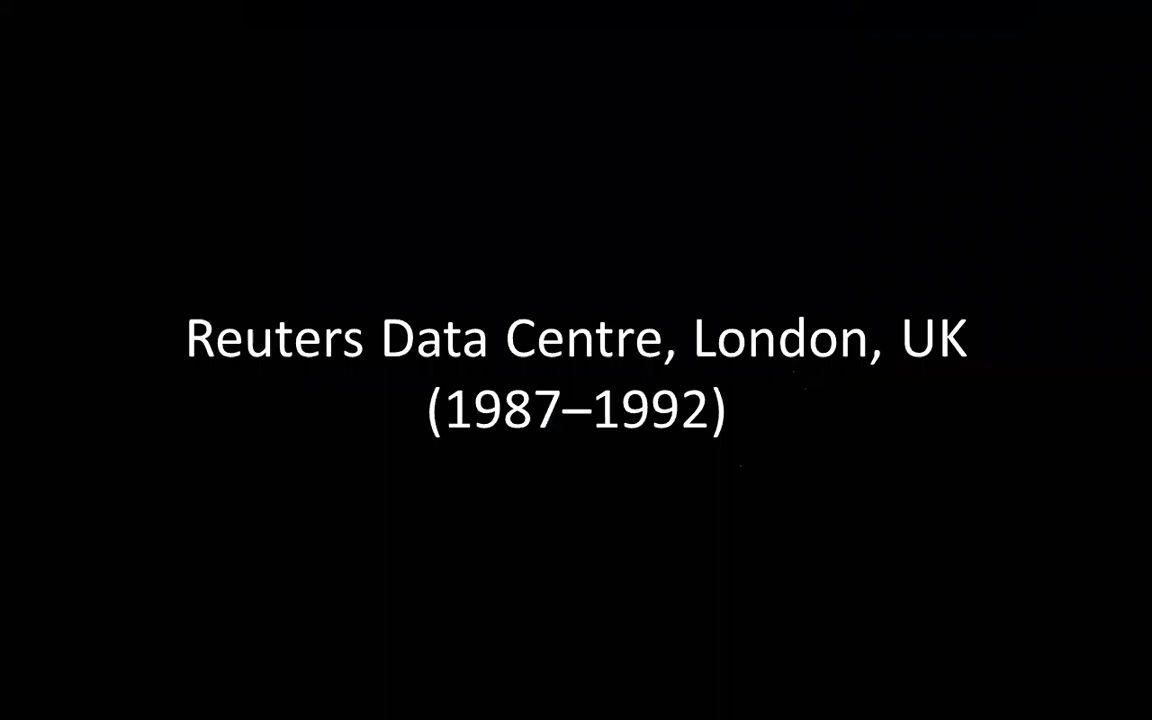 Reuters Data Centre, London, UK
(1987–1992)